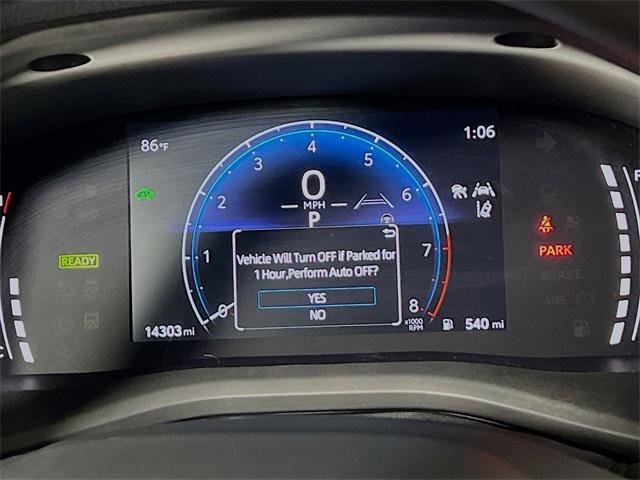 86°F
1:06
4
3
5
0
2
MPH
6
EV
P
Vehicle Will Turn OFF if Parked for
1 Hour,Perform Auto OFF?
1
7
READY
PARK
BRAKE
ABS
YES
NO
0
8
x1000
RPM
14303 mi
540 mi